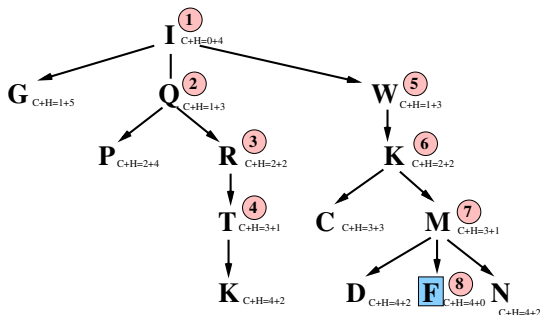 1
I C+H=0+4
2
5
G C+H=1+5
Q C+H=1+3
W C+H=1+3
3
6
P C+H=2+4
R C+H=2+2
K C+H=2+2
4
7
T C+H=3+1
C C+H=3+3
M C+H=3+1
8
K C+H=4+2
D C+H=4+2
F C+H=4+0
N C+H=4+2